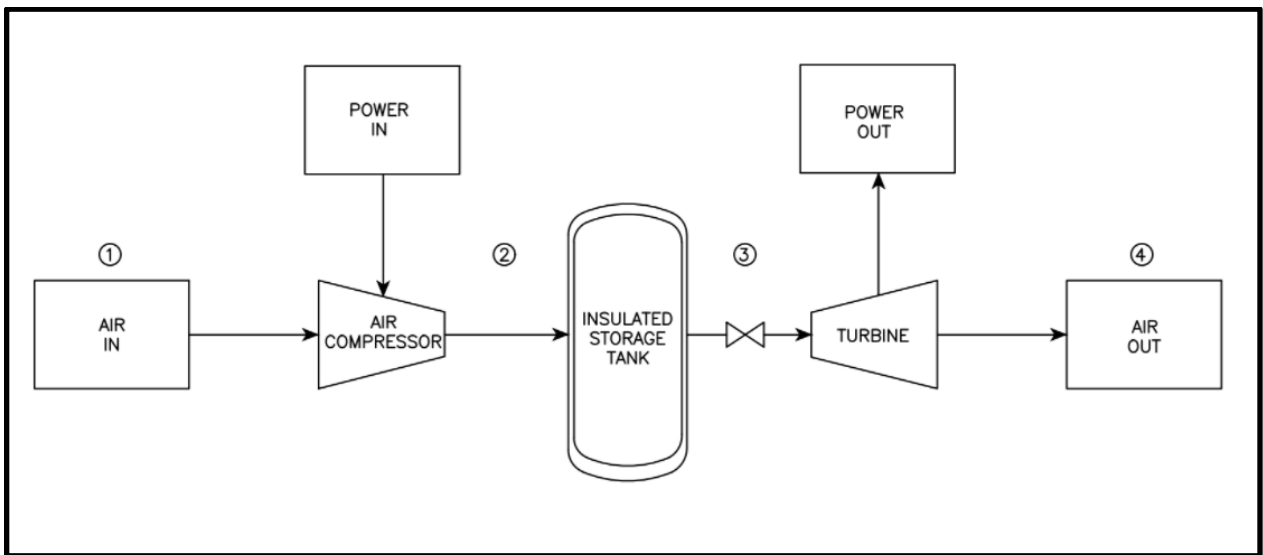 POWER
IN
POWER
OUT
①
②
③
④
AIR
IN
AIR
COMPRESSOR
INSULATED
STORAGE
TANK
TURBINE
AIR
OUT